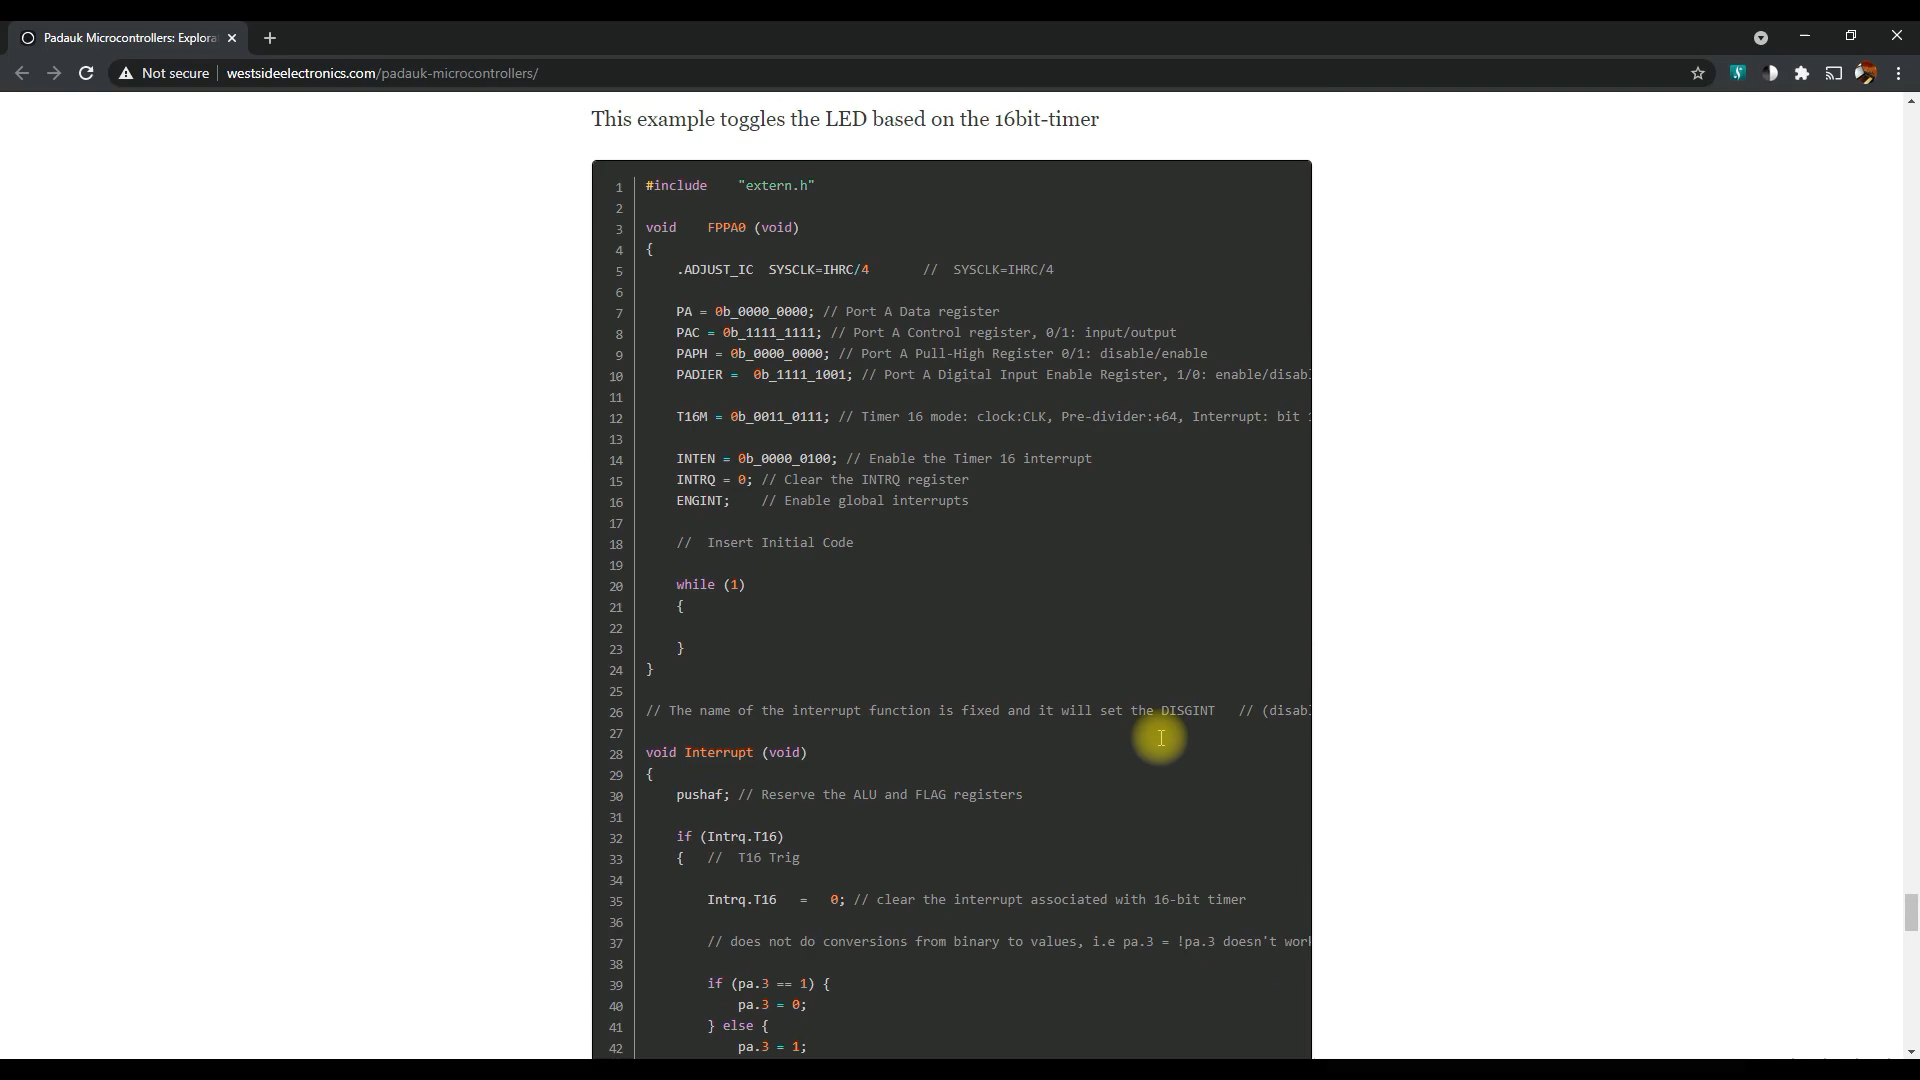 Padauk Microcontrollers: Explora
Not secure westsideelectronics.com/padauk-microcontrollers/
This example toggles the LED based on the 16bit-timer
1 #include "extern.h"
2
3 void FPPA0 (void)
4 {
5 .ADJUST_IC SYSCLK=IHRC/4 // SYSCLK=IHRC/4
6
7 PA = 0b_0000_0000; // Port A Data register
8 PAC = 0b_1111_1111; // Port A Control register, 0/1: input/output
9 PAPH = 0b_0000_0000; // Port A Pull-High Register 0/1: disable/enable
10 PADIER = 0b_1111_1001; // Port A Digital Input Enable Register, 1/0: enable/disab
11
12 T16M = 0b_0011_0111; // Timer 16 mode: clock:CLK, Pre-divider:+64, Interrupt: bit
13
14 INTEN = 0b_0000_0100; // Enable the Timer 16 interrupt
15 INTRQ = 0; // Clear the INTRQ register
16 ENGINT; // Enable global interrupts
17
18 // Insert Initial Code
19
20 while (1)
21 {
22
23 }
24 }
25
26 // The name of the interrupt function is fixed and it will set the DISGINT // (disab
27
28 void Interrupt (void)
29 {
30 pushaf; // Reserve the ALU and FLAG registers
31
32 if (Intrq.T16)
33 { // T16 Trig
34
35 Intrq.T16 = 0; // clear the interrupt associated with 16-bit timer
36
37 // does not do conversions from binary to values, i.e pa.3 = !pa.3 doesn't wor
38
39 if (pa.3 == 1) {
40 pa.3 = 0;
41 } else {
42 pa.3 = 1;